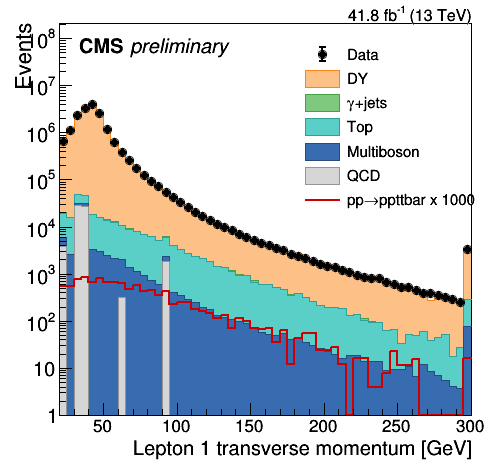 41.8 fb⁻¹ (13 TeV)
Events
CMS preliminary
Data
DY
γ+jets
Top
Multiboson
QCD
pp→ppttbar x 1000
10⁸
10⁷
10⁶
10⁵
10⁴
10³
10²
10
1
50 100 150 200 250 300
Lepton 1 transverse momentum [GeV]